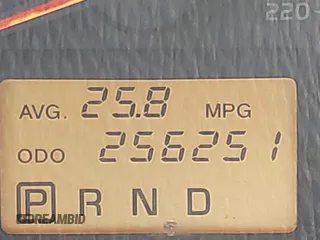 220
AVG. 25.8 MPG
ODO 256251
P R N D
DREAMBID